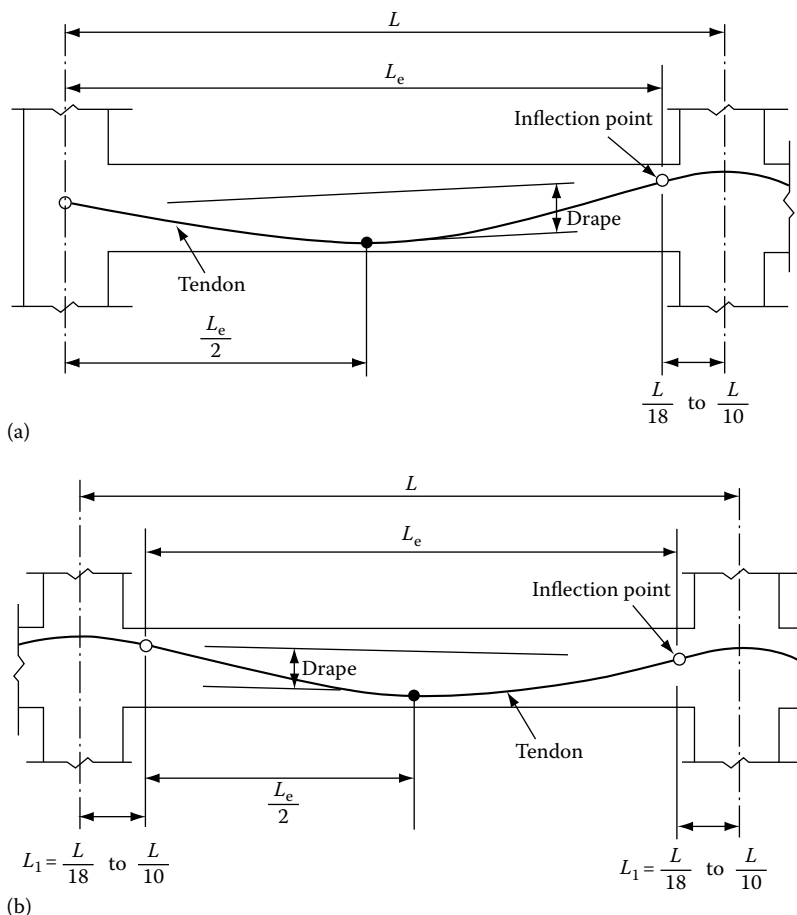 L
Lₑ
Inflection point
Drape
Tendon
Lₑ/2
L/18 to L/10
(a)
L
Lₑ
Inflection point
Drape
Tendon
Lₑ/2
L₁ = L/18 to L/10
L₁ = L/18 to L/10
(b)